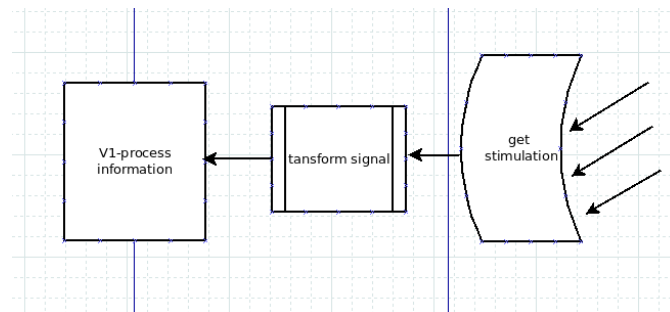 V1-process
information
tansform signal
get
stimulation